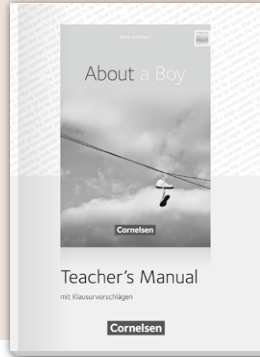 NICK HORNBY
About a Boy
Cornelsen
Teacher's Manual
mit Klausurvorschlägen
Cornelsen